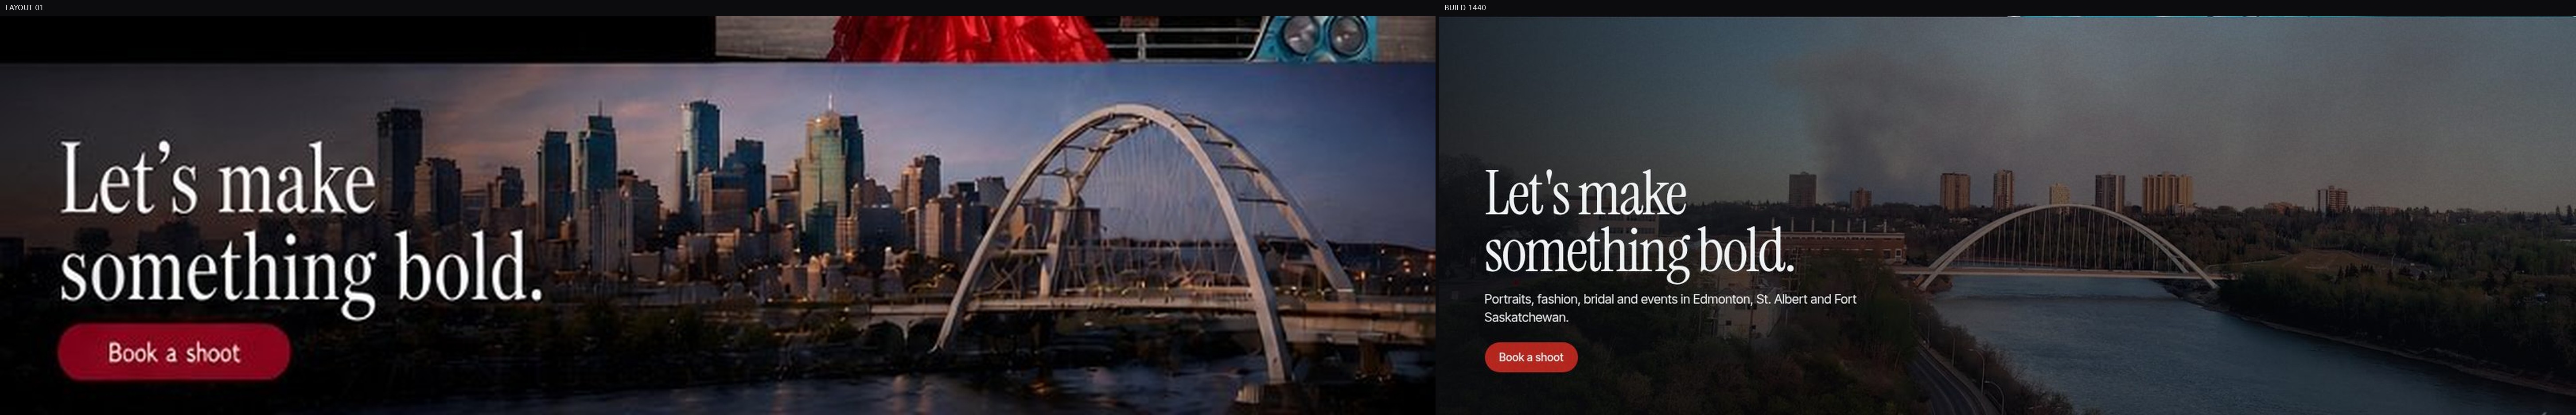 LAYOUT 01
Let’s make
something bold.
Book a shoot
BUILD 1440
Let's make
something bold.
Portraits, fashion, bridal and events in Edmonton, St. Albert and Fort
Saskatchewan.
Book a shoot